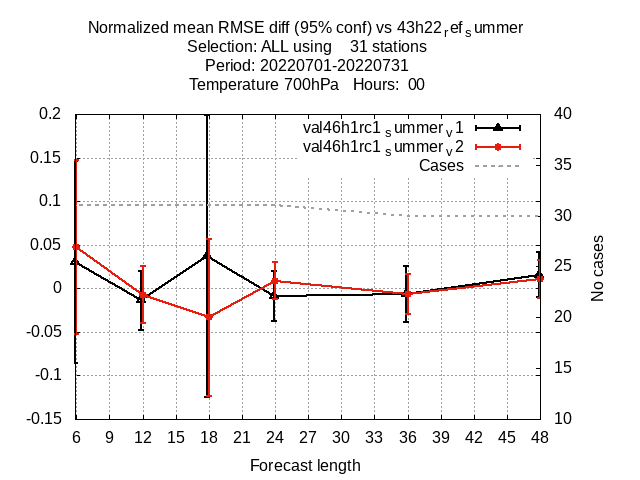 Normalized mean RMSE diff (95% conf) vs 43h22refsummer
Selection: ALL using 31 stations
Period: 20220701-20220731
Temperature 700hPa Hours: 00
val46h1rc1summerv1
val46h1rc1summerv2
Cases
0.2
0.15
0.1
0.05
0
-0.05
-0.1
-0.15
40
35
30
25
20
15
10
No cases
6 9 12 15 18 21 24 27 30 33 36 39 42 45 48
Forecast length